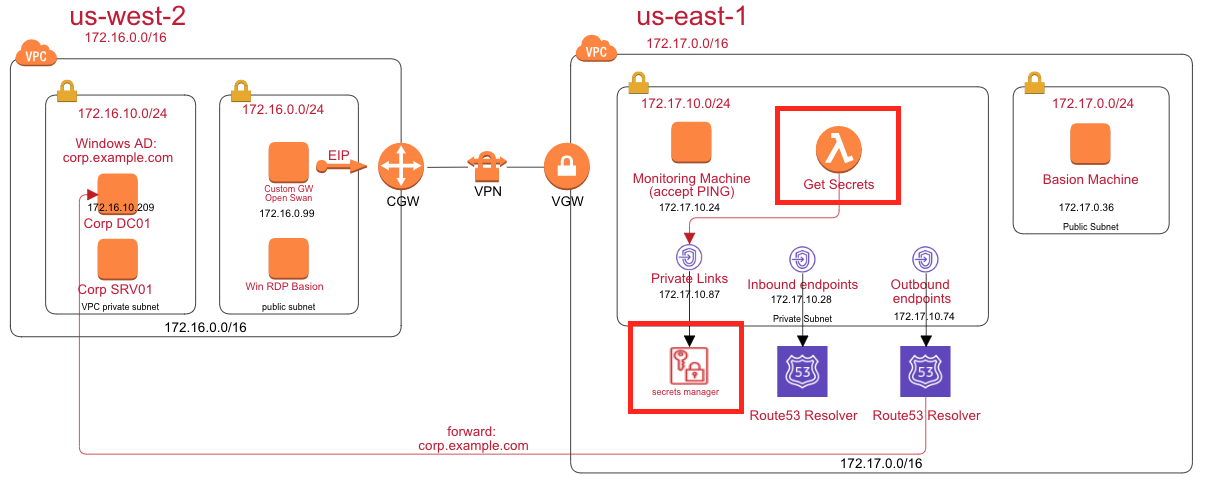 us-west-2
172.16.0.0/16
VPC
172.16.10.0/24
Windows AD:
corp.example.com
172.16.10.209
Corp DC01
Corp SRV01
VPC private subnet
172.16.0.0/24
EIP
Custom GW
Open Swan
172.16.0.99
Win RDP Basion
public subnet
172.16.0.0/16
CGW
VPN
VGW
us-east-1
172.17.0.0/16
VPC
172.17.10.0/24
Monitoring Machine
(accept PING)
172.17.10.24
λ
Get Secrets
Private Links
172.17.10.87
Inbound endpoints
172.17.10.28
Private Subnet
Outbound
endpoints
172.17.10.74
172.17.0.0/24
Basion Machine
172.17.0.36
Public Subnet
secrets manager
53
Route53 Resolver
53
Route53 Resolver
forward:
corp.example.com
172.17.0.0/16